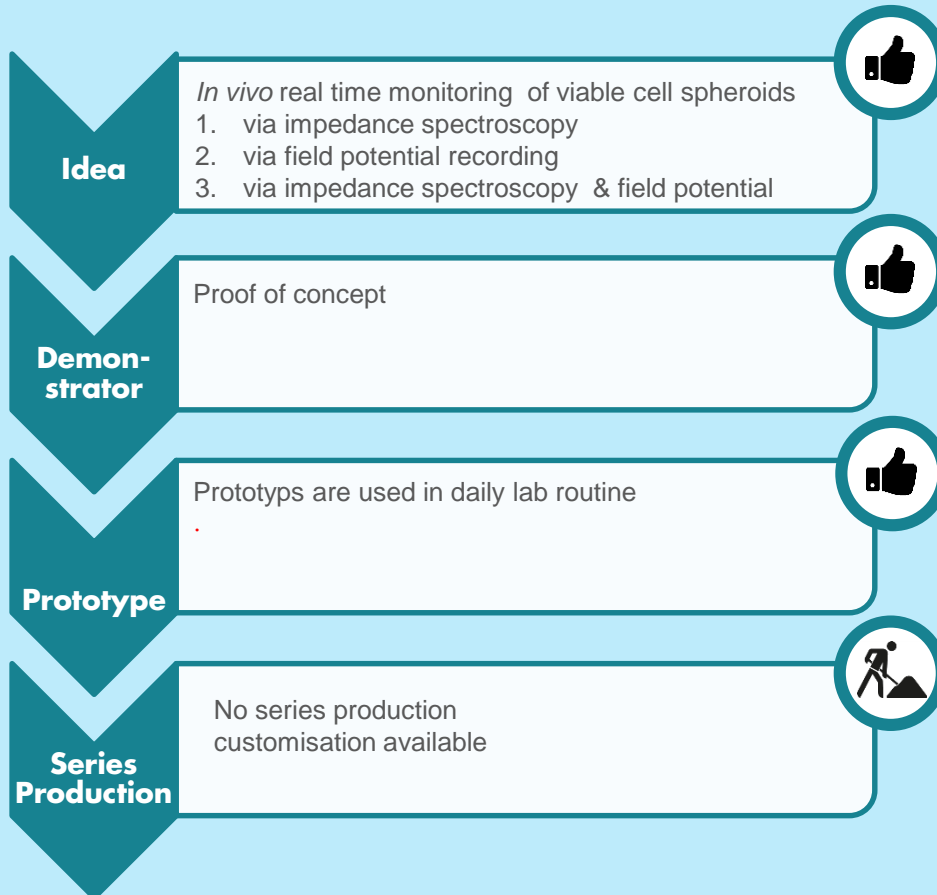 Idea
In vivo real time monitoring of viable cell spheroids
1. via impedance spectroscopy
2. via field potential recording
3. via impedance spectroscopy & field potential
Demon-
strator
Proof of concept
Prototype
Prototyps are used in daily lab routine
.
Series
Production
No series production
customisation available